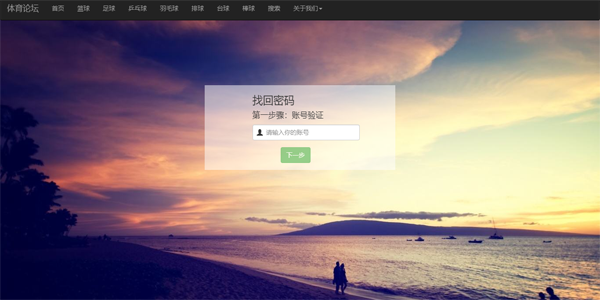 体育论坛 首页 篮球 足球 乒乓球 羽毛球 排球 台球 棒球 搜索 关于我们
找回密码
第一步骤：账号验证
请输入你的账号
下一步